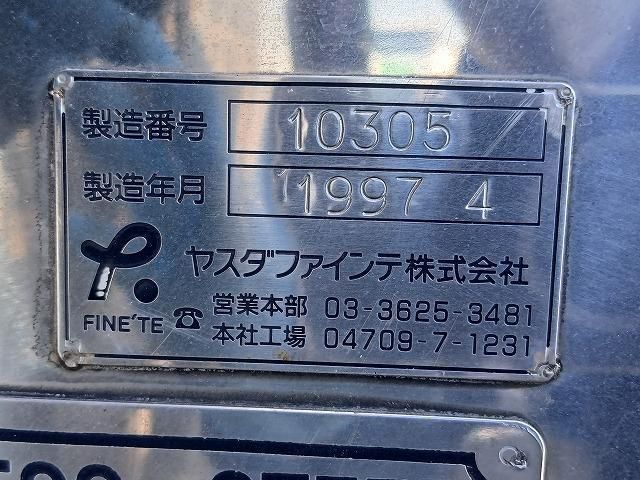 製造番号 10305
製造年月 1997 4
ヤスダファインテ株式会社
FINE'TE
☎ 営業本部 03-3625-3481
本社工場 04709-7-1231